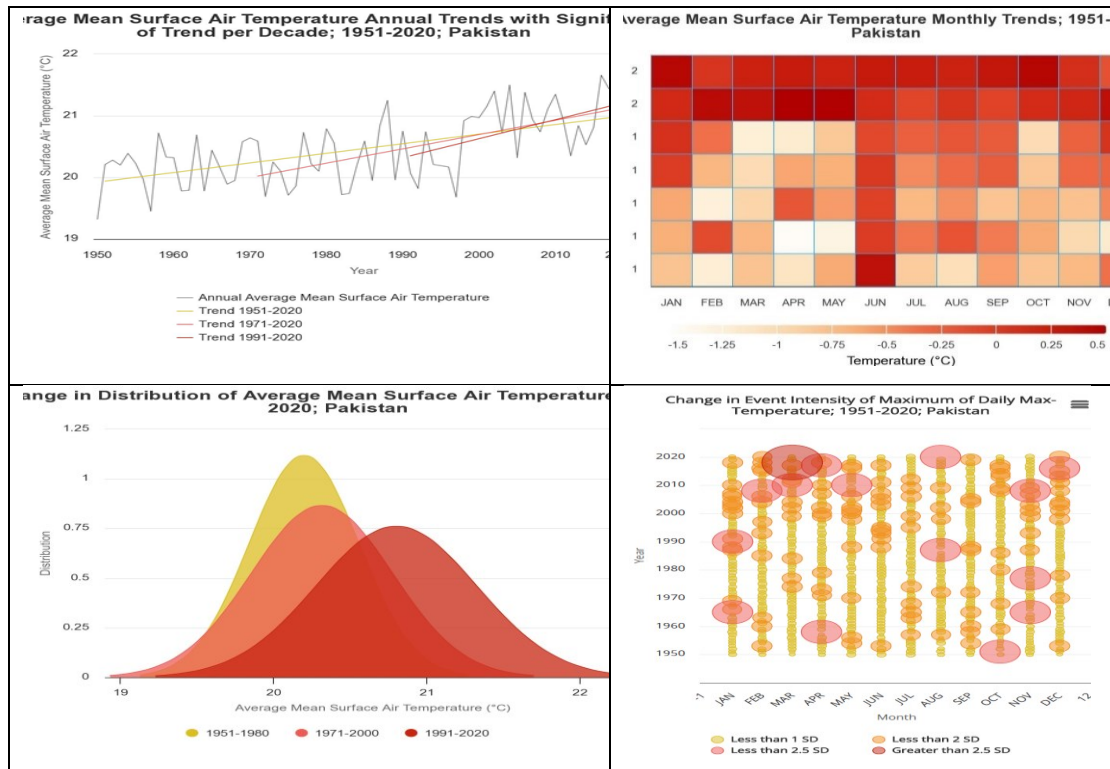 erage Mean Surface Air Temperature Annual Trends with Signif
of Trend per Decade; 1951-2020; Pakistan
Average Mean Surface Air Temperature (°C)
22
21
20
19
1950
1960
1970
1980
1990
2000
2010
2
Year
Annual Average Mean Surface Air Temperature
Trend 1951-2020
Trend 1971-2020
Trend 1991-2020
Average Mean Surface Air Temperature Monthly Trends; 1951-
Pakistan
2
2
1
1
1
1
1
JAN FEB MAR APR MAY JUN JUL AUG SEP OCT NOV D
-1.5 -1.25 -1 -0.75 -0.5 -0.25 0 0.25 0.5
Temperature (°C)
ange in Distribution of Average Mean Surface Air Temperature
2020; Pakistan
Distribution
1.25
1
0.75
0.5
0.25
0
19 20 21 22
Average Mean Surface Air Temperature (°C)
1951-1980 1971-2000 1991-2020
Change in Event Intensity of Maximum of Daily Max-
Temperature; 1951-2020; Pakistan
Year
2020
2010
2000
1990
1980
1970
1960
1950
-1 JAN FEB MAR APR MAY JUN JUL AUG SEP OCT NOV DEC 12
Month
Less than 1 SD Less than 2 SD
Less than 2.5 SD Greater than 2.5 SD